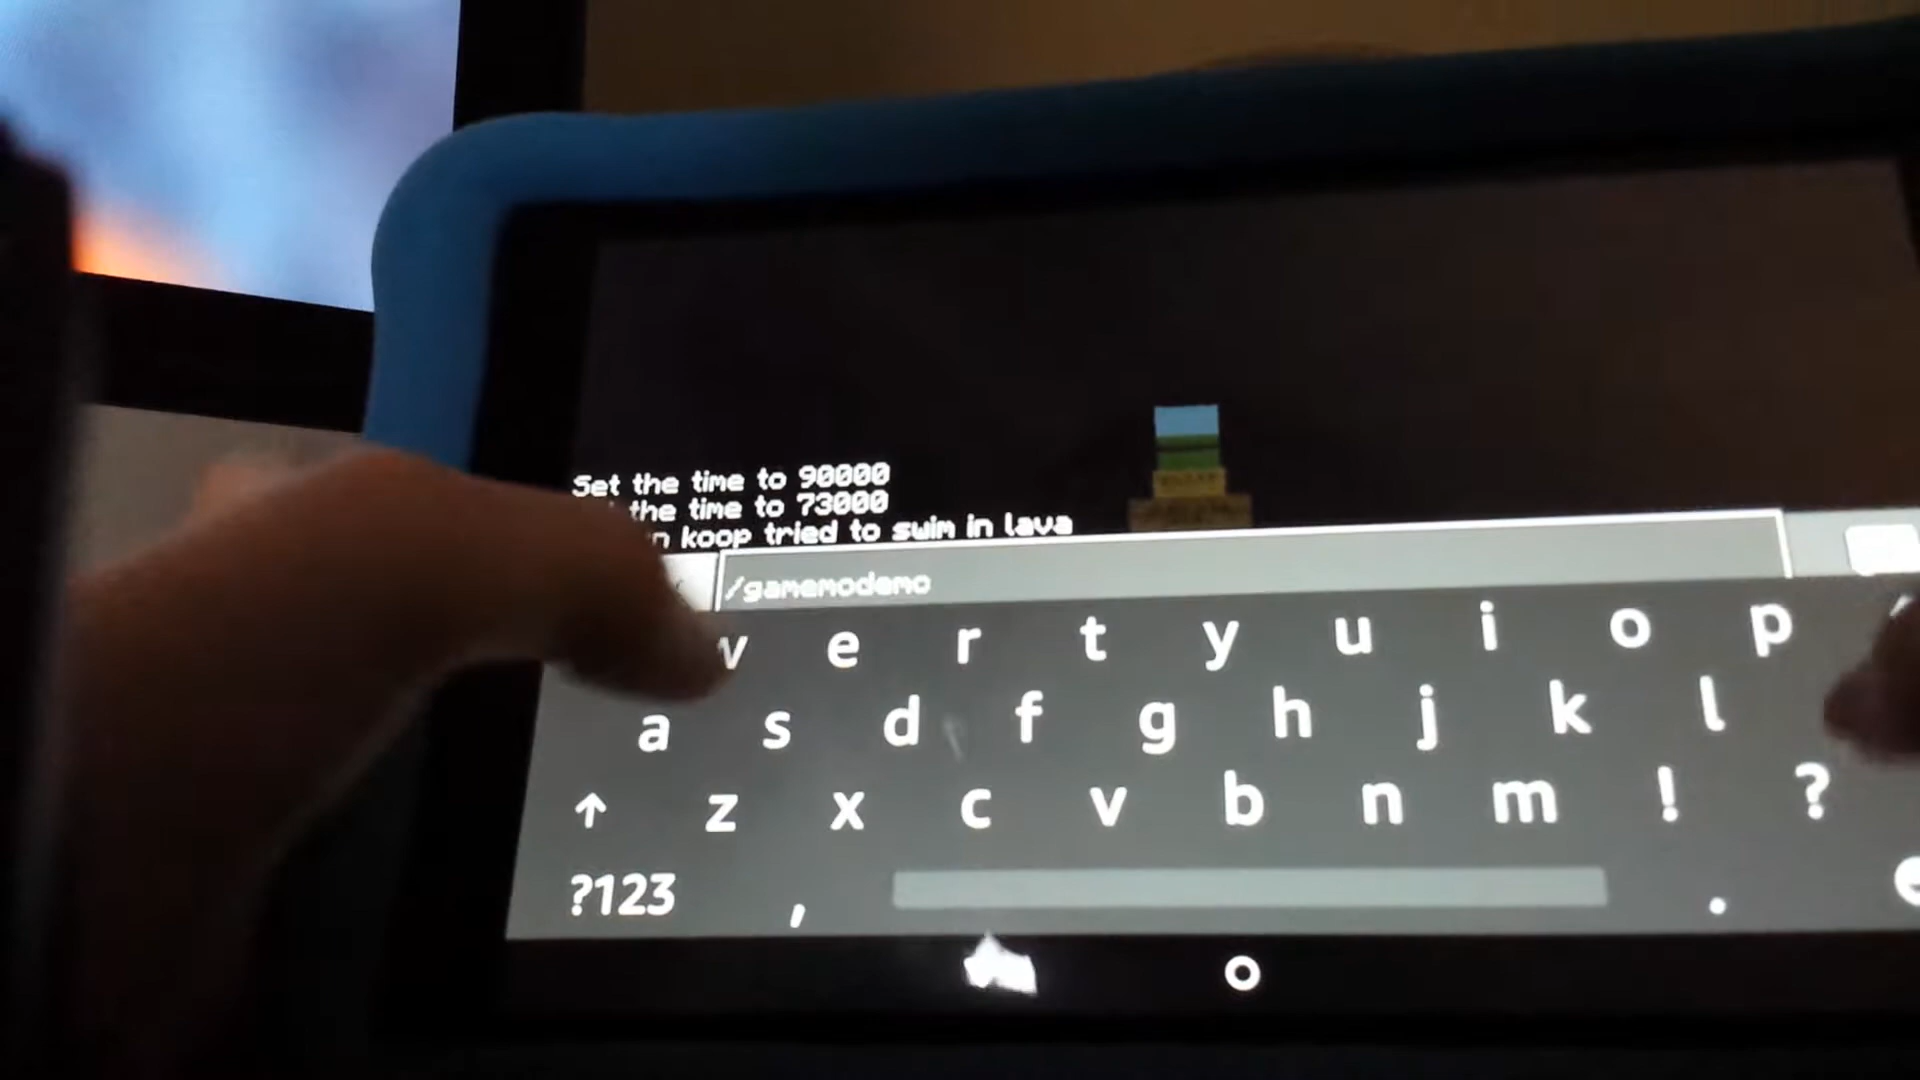 Set the time to 90000
the time to 73000
koop tried to swim in lava
/gamemodemo
e r t y u i o p
a s d f g h j k l
z x c v b n m ! ?
?123 , .